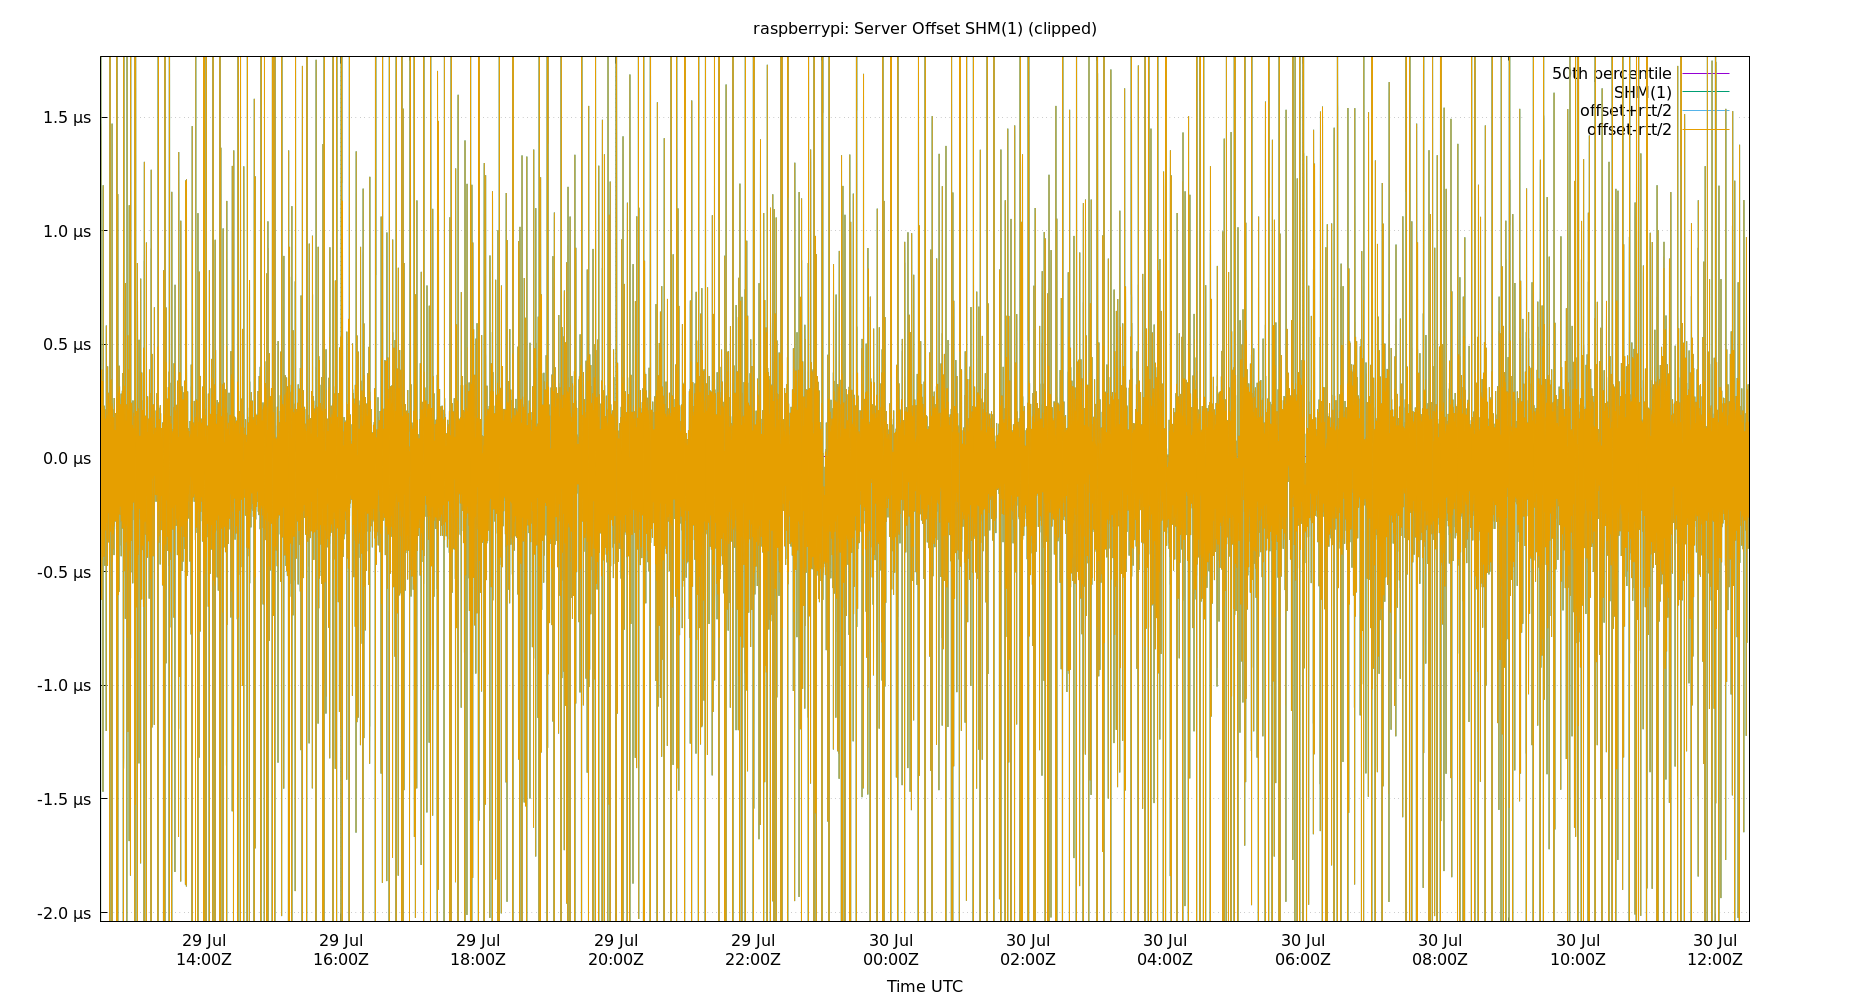 raspberrypi: Server Offset SHM(1) (clipped)
50th percentile
SHM(1)
offset+rtt/2
offset-rtt/2
1.5 µs
1.0 µs
0.5 µs
0.0 µs
-0.5 µs
-1.0 µs
-1.5 µs
-2.0 µs
29 Jul 29 Jul 29 Jul 29 Jul 29 Jul 30 Jul 30 Jul 30 Jul 30 Jul 30 Jul 30 Jul 30 Jul
14:00Z 16:00Z 18:00Z 20:00Z 22:00Z 00:00Z 02:00Z 04:00Z 06:00Z 08:00Z 10:00Z 12:00Z
Time UTC